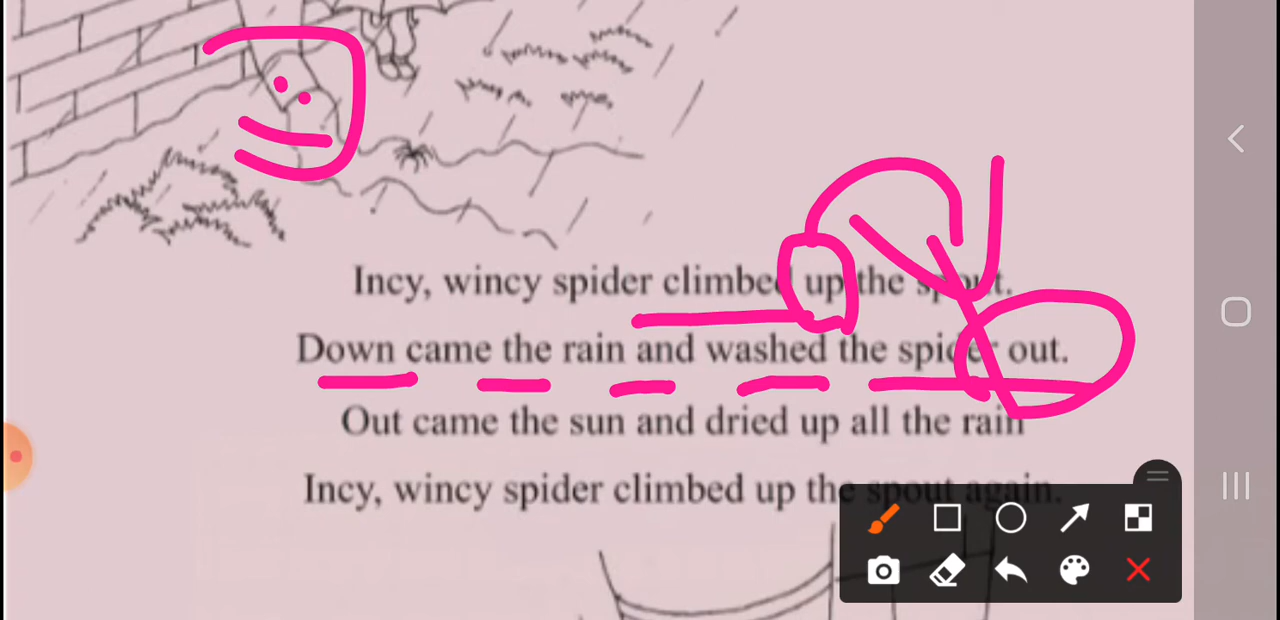 Incy, wincy spider climbed up the spout.
Down came the rain and washed the spider out.
Out came the sun and dried up all the rain
Incy, wincy spider climbed up the spout again.